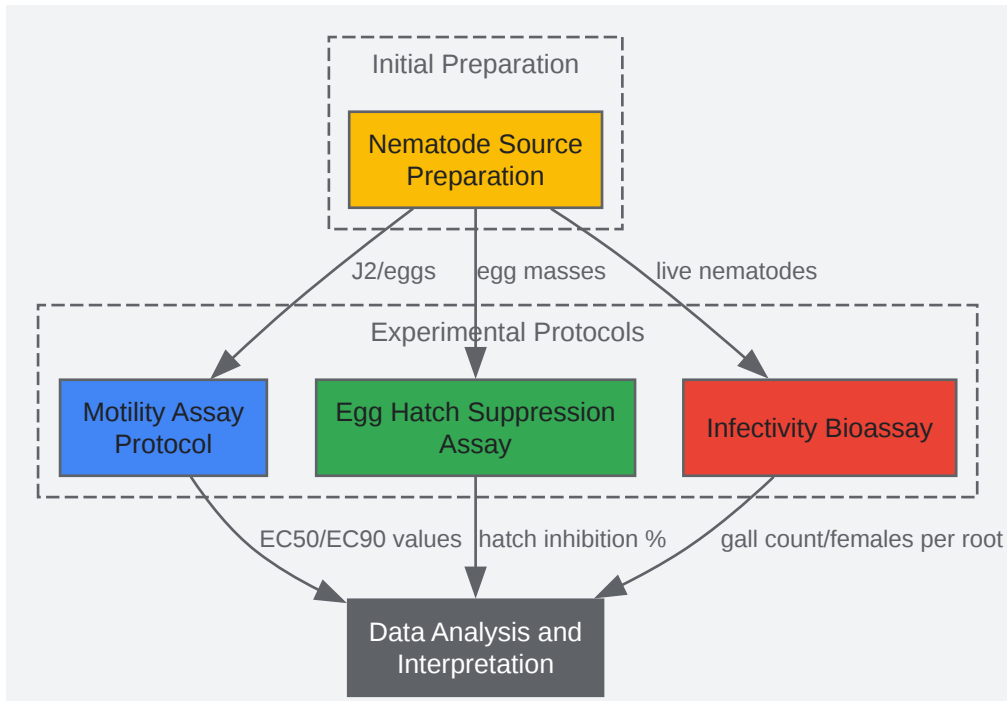 Initial Preparation
Nematode Source
Preparation
J2/eggs
egg masses
live nematodes
Experimental Protocols
Motility Assay
Protocol
Egg Hatch Suppression
Assay
Infectivity Bioassay
EC50/EC90 values
hatch inhibition %
gall count/females per root
Data Analysis and
Interpretation